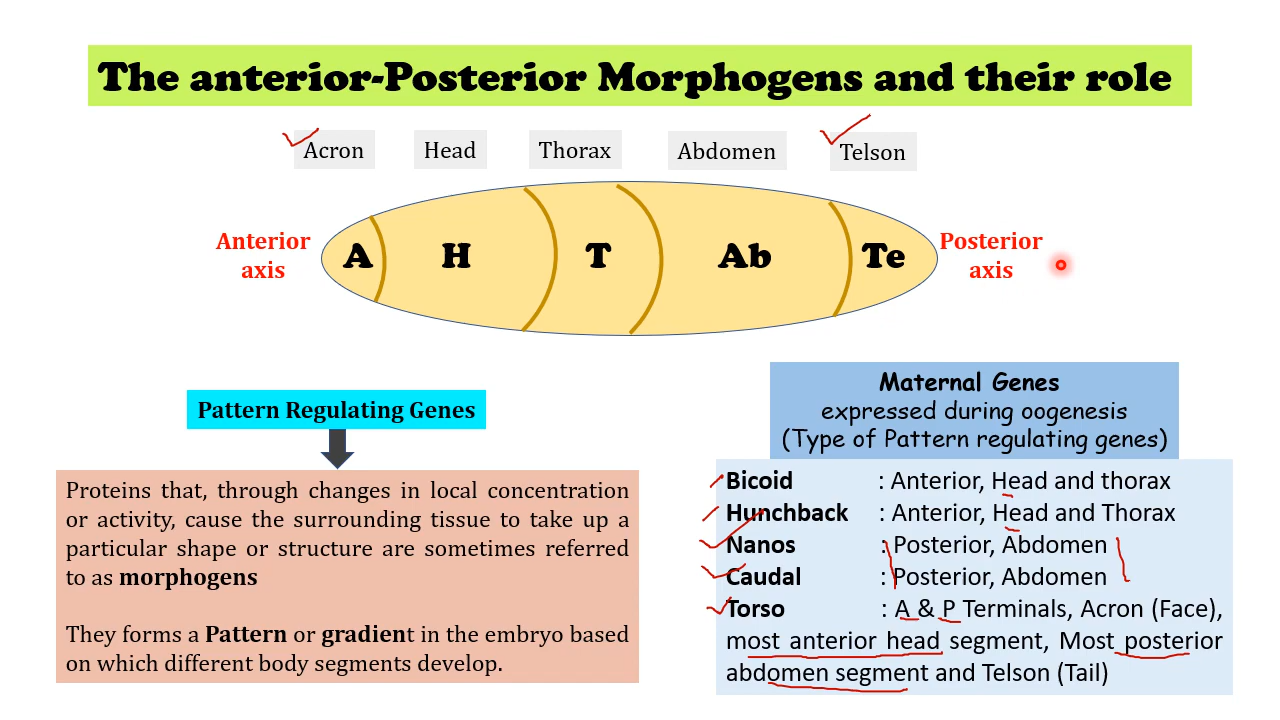 The anterior-Posterior Morphogens and their role
Acron Head Thorax Abdomen Telson
Anterior
axis
A H T Ab Te
Posterior
axis
Pattern Regulating Genes
Proteins that, through changes in local concentration
or activity, cause the surrounding tissue to take up a
particular shape or structure are sometimes referred
to as morphogens
They forms a Pattern or gradient in the embryo based
on which different body segments develop.
Maternal Genes
expressed during oogenesis
(Type of Pattern regulating genes)
Bicoid : Anterior, Head and thorax
Hunchback : Anterior, Head and Thorax
Nanos : Posterior, Abdomen
Caudal : Posterior, Abdomen
Torso : A & P Terminals, Acron (Face),
most anterior head segment, Most posterior
abdomen segment and Telson (Tail)